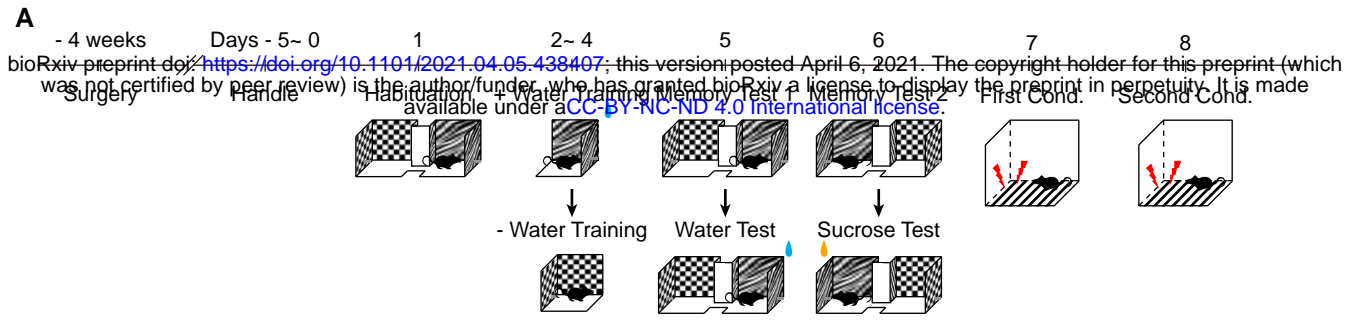 A
- 4 weeks Days - 5~ 0 1 2~ 4 5 6 7 8
bioRxiv preprint doi: https://doi.org/10.1101/2021.04.05.438407; this version posted April 6, 2021. The copyright holder for this preprint (which
was not certified by peer review) is the author/funder, who has granted bioRxiv a license to display the preprint in perpetuity. It is made
Surgery Handle Habituation + Water Training Memory Test 1 Memory Test 2 First Cond. Second Cond.
available under aCC-BY-NC-ND 4.0 International license.
- Water Training Water Test Sucrose Test